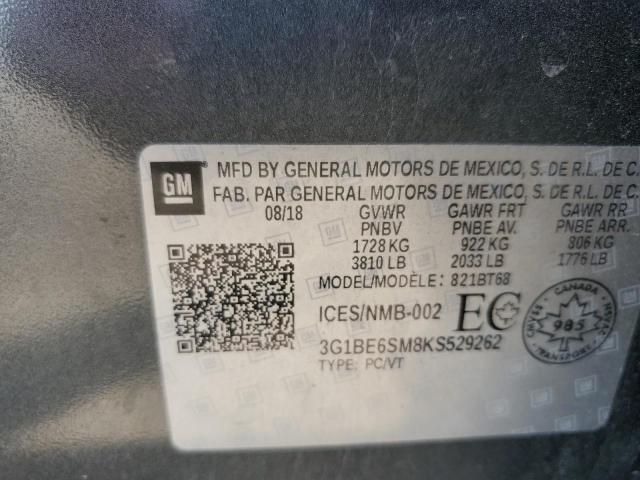 GM
MFD BY GENERAL MOTORS DE MEXICO, S. DE R.L. DE C.
FAB. PAR GENERAL MOTORS DE MEXICO, S. DE R.L. DE C.
08/18 GVWR GAWR FRT GAWR RR
PNBV PNBE AV. PNBE ARR.
1728 KG 922 KG 806 KG
3810 LB 2033 LB 1776 LB
MODEL/MODÈLE: 821BT68
ICES/NMB-002 EC
CANADA
985
TRANSPORT
3G1BE6SM8KS529262
TYPE: PC/VT